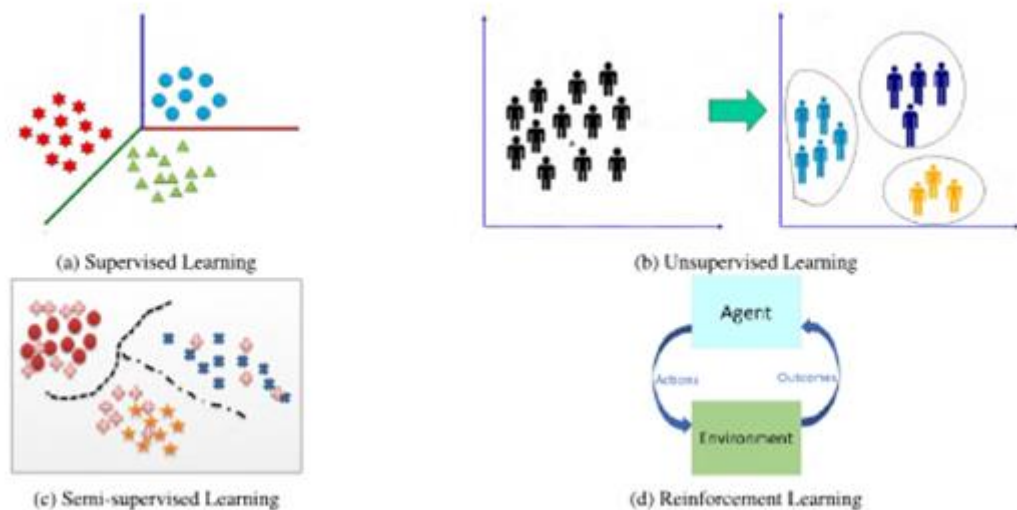 (a) Supervised Learning
(b) Unsupervised Learning
Agent
Actions
Outcomes
Environment
(c) Semi-supervised Learning
(d) Reinforcement Learning